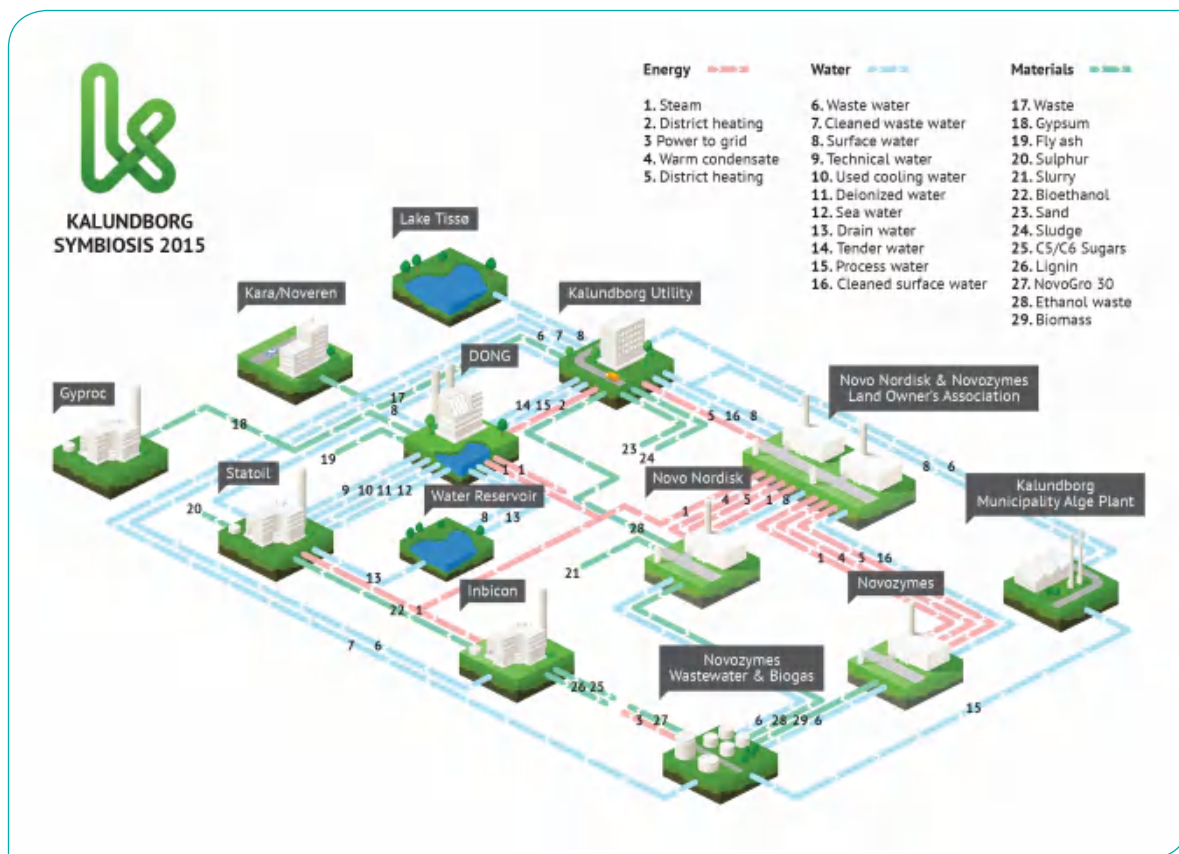 KALUNDBORG
SYMBIOSIS 2015
Energy
1. Steam
2. District heating
3 Power to grid
4. Warm condensate
5. District heating
Water
6. Waste water
7. Cleaned waste water
8. Surface water
9. Technical water
10. Used cooling water
11. Deionized water
12. Sea water
13. Drain water
14. Tender water
15. Process water
16. Cleaned surface water
Materials
17. Waste
18. Gypsum
19. Fly ash
20. Sulphur
21. Slurry
22. Bioethanol
23. Sand
24. Sludge
25. C5/C6 Sugars
26. Lignin
27. NovoGro 30
28. Ethanol waste
29. Biomass
Lake Tissø
Kara/Noveren
Kalundborg Utility
6 7 8
DONG
Gyproc
17
8
14 15 2
Novo Nordisk & Novozymes
Land Owner's Association
18
5 16 8
23
24
19
Statoil
9 10 11 12
1
Water Reservoir
Novo Nordisk
4 5 1 8
8 6
Kalundborg
Municipality Alge Plant
20
8 13
1
28
21
13
Inbicon
1 4 5 16
Novozymes
22 1
7 6
Novozymes
Wastewater & Biogas
26 25
3 27
6 28 29 6
15